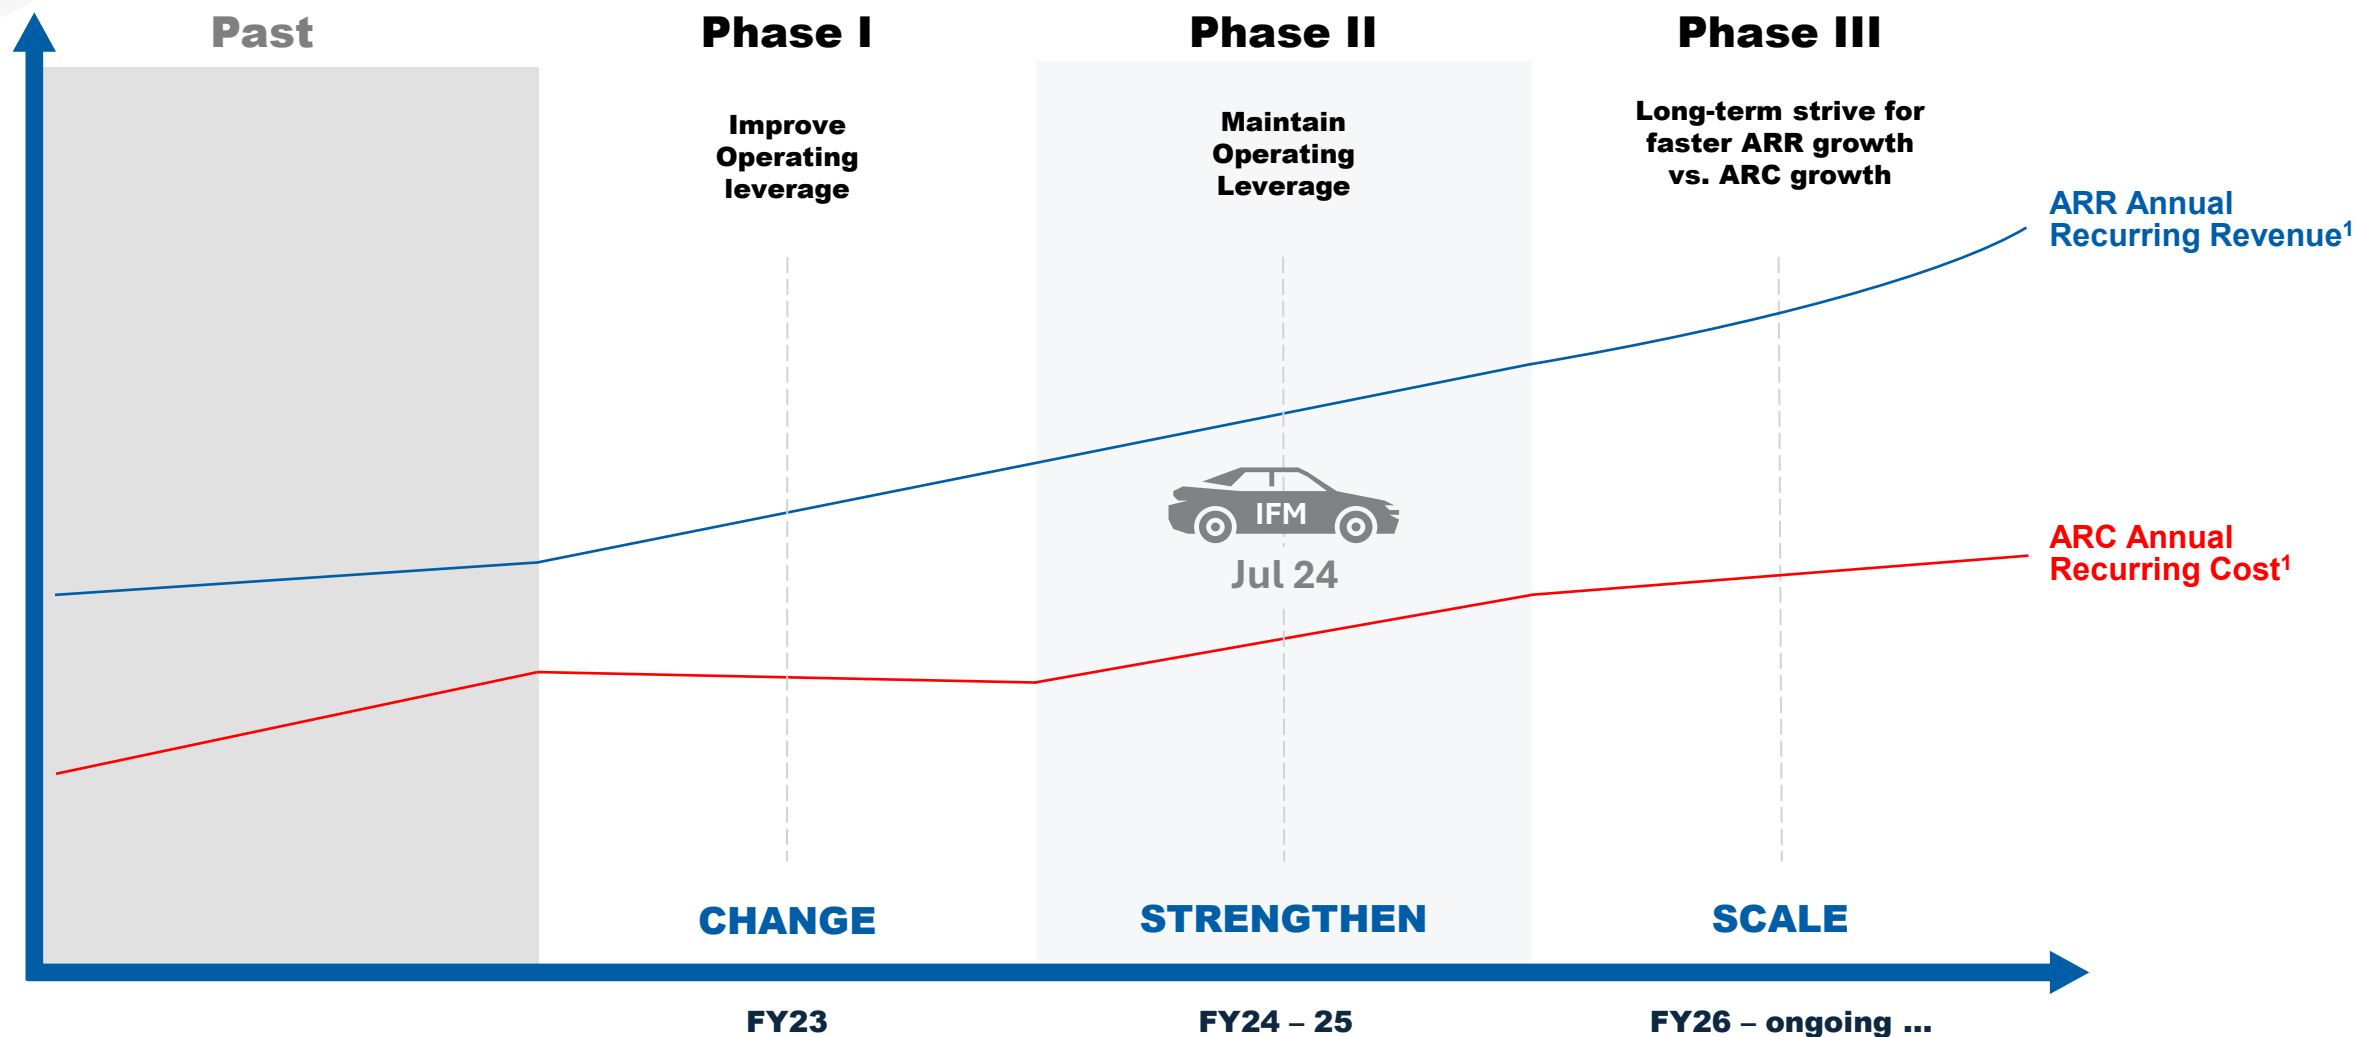 Past
Phase I
Phase II
Phase III
Improve
Operating
leverage
Maintain
Operating
Leverage
Long-term strive for
faster ARR growth
vs. ARC growth
ARR Annual
Recurring Revenue¹
IFM
Jul 24
ARC Annual
Recurring Cost¹
CHANGE
STRENGTHEN
SCALE
FY23
FY24 – 25
FY26 – ongoing ...